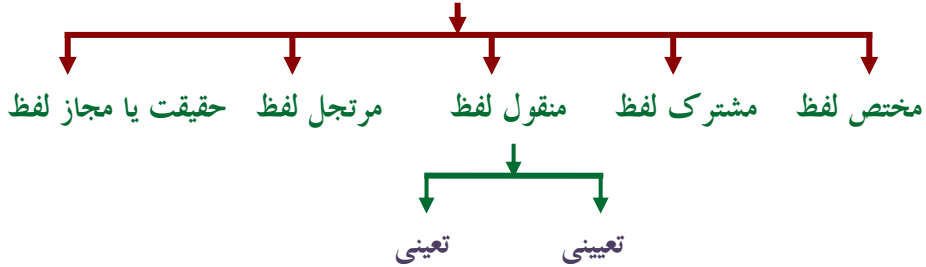 مختص لفظ مشترک لفظ منقول لفظ مرتجل لفظ حقیقت یا مجاز لفظ
تعیینی تعینی